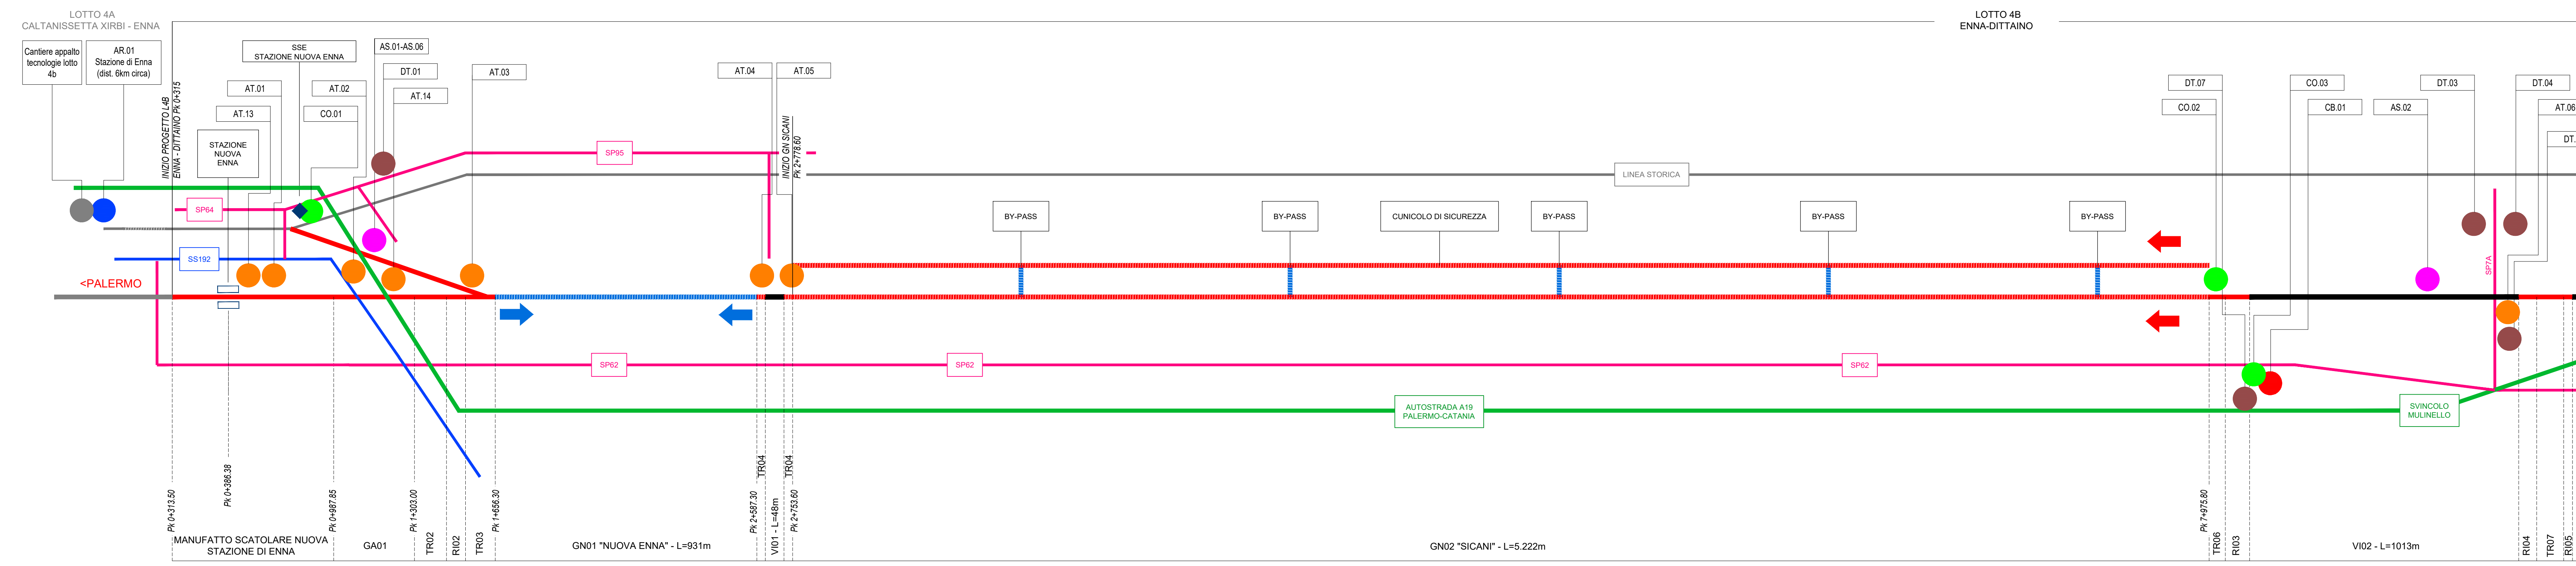 LOTTO 4A
CALTANISSETTA XIRBI - ENNA
LOTTO 4B
ENNA-DITTAINO
Cantiere appalto
tecnologie lotto
4b
AR.01
Stazione di Enna
(dist. 6km circa)
INIZIO PROGETTO L4B
ENNA - DITTAINO Pk 0+315
SSE
STAZIONE NUOVA ENNA
AS.01-AS.06
DT.01
AT.03
AT.14
AT.01
AT.02
AT.13
CO.01
STAZIONE
NUOVA
ENNA
AT.04
AT.05
INIZIO GN.SICANI
Pk 2+778.60
DT.07
CO.02
CO.03
CB.01
AS.02
DT.03
DT.04
AT.06
DT.
SP95
LINEA STORICA
SP64
BY-PASS
BY-PASS
CUNICOLO DI SICUREZZA
BY-PASS
BY-PASS
BY-PASS
SS192
SP7A
<PALERMO
SP62
SP62
SP62
AUTOSTRADA A19
PALERMO-CATANIA
SVINCOLO
MULINELLO
Pk 0+313.50
Pk 0+386.38
Pk 0+987.85
Pk 1+303.00
Pk 1+656.30
Pk 2+587.30
TR04
TR04
Pk 2+753.60
Pk 7+975.80
MANUFATTO SCATOLARE NUOVA
STAZIONE DI ENNA
GA01
TR02
RI02
TR03
GN01 "NUOVA ENNA" - L=931m
VI01 - L=48m
GN02 "SICANI" - L=5.222m
TR06
RI03
VI02 - L=1013m
RI04
TR07
RI05